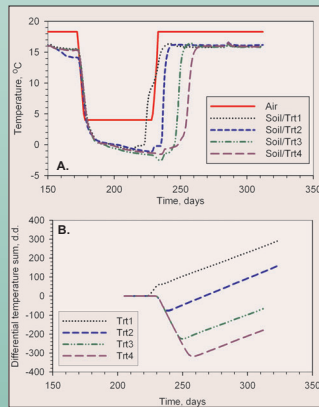 20
15
10
5
0
-5
Temperature, ⁰C
Air
Soil/Trt1
Soil/Trt2
Soil/Trt3
Soil/Trt4
A.
150 200 250 300 350
Time, days
B.
400
300
200
100
0
-100
-200
-300
-400
Differential temperature sum, d.d.
Trt1
Trt2
Trt3
Trt4
150 200 250 300 350
Time, days